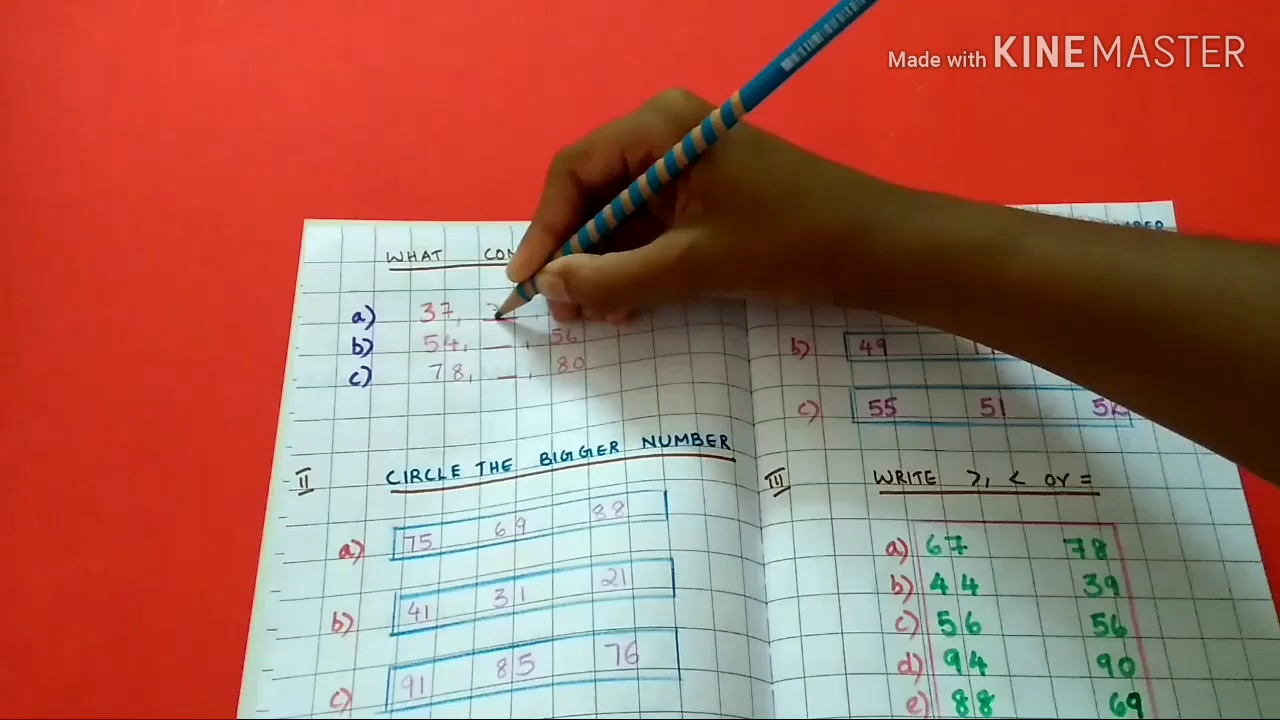 Made with KINEMASTER
WHAT
a) 37,
b) 54, _, 56
c) 78, _, 80
II CIRCLE THE BIGGER NUMBER
a) 75 69 88
b) 41 31 21
c) 91 85 76
b) 49
c) 55 51
III WRITE >, < or =
a) 67 78
b) 44 39
c) 56 56
d) 94 90
e) 88 69